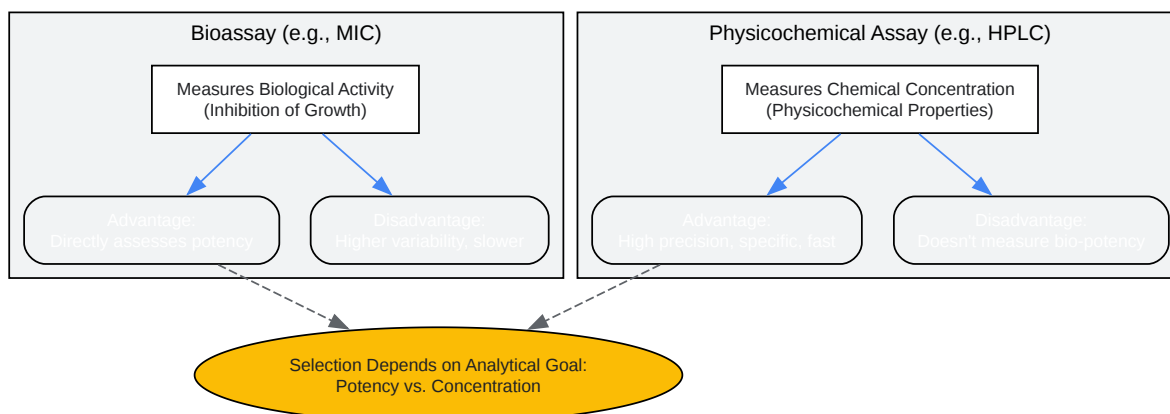 Bioassay (e.g., MIC)
Measures Biological Activity
(Inhibition of Growth)
Advantage:
Directly assesses potency
Disadvantage:
Higher variability, slower
Physicochemical Assay (e.g., HPLC)
Measures Chemical Concentration
(Physicochemical Properties)
Advantage:
High precision, specific, fast
Disadvantage:
Doesn't measure bio-potency
Selection Depends on Analytical Goal:
Potency vs. Concentration